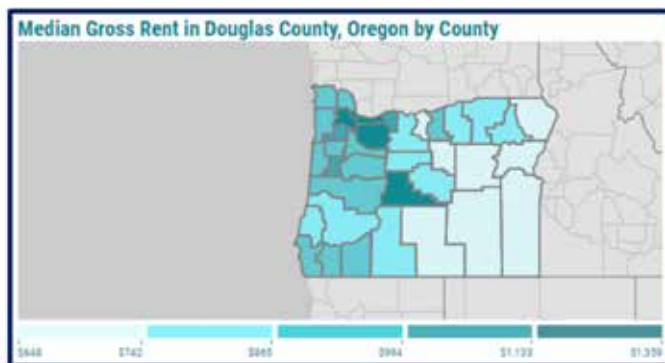 Median Gross Rent in Douglas County, Oregon by County
$648 $742 $865 $994 $1,133 $1,359